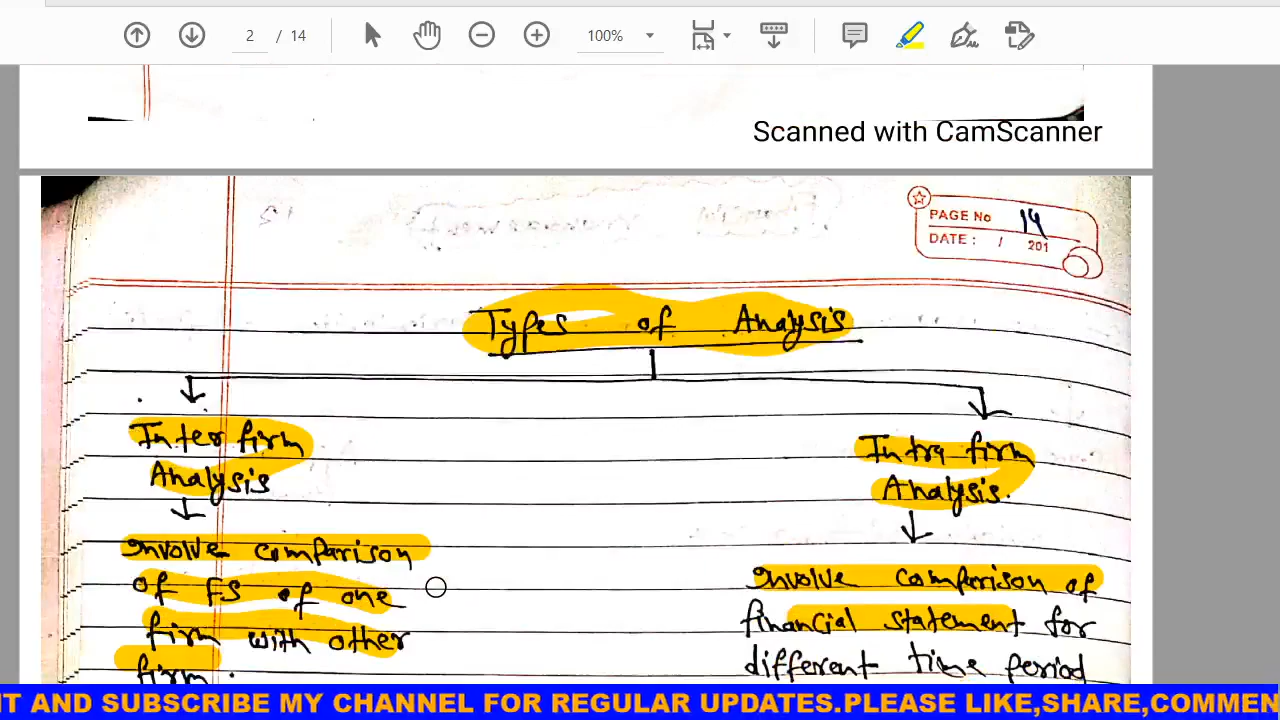 2 / 14
100%
Scanned with CamScanner
PAGE No 14
DATE : / 201
Types of Analysis
Inter firm
Analysis
Involve comparison
of FS of one
firm with other
firm.
Intra firm
Analysis.
Involve comparison of
financial statement for
different time period
T AND SUBSCRIBE MY CHANNEL FOR REGULAR UPDATES.PLEASE LIKE,SHARE,COMMEN